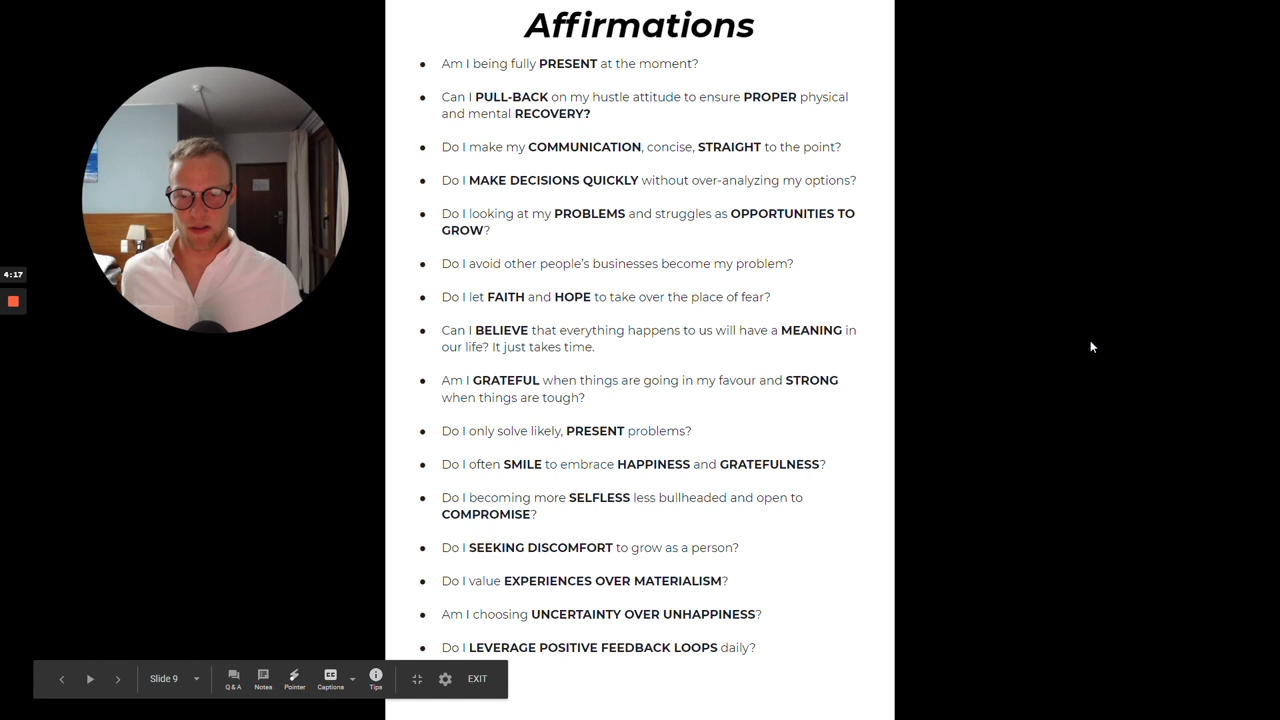 Affirmations
● Am I being fully PRESENT at the moment?
● Can I PULL-BACK on my hustle attitude to ensure PROPER physical
and mental RECOVERY?
● Do I make my COMMUNICATION, concise, STRAIGHT to the point?
● Do I MAKE DECISIONS QUICKLY without over-analyzing my options?
● Do I looking at my PROBLEMS and struggles as OPPORTUNITIES TO
GROW?
● Do I avoid other people's businesses become my problem?
● Do I let FAITH and HOPE to take over the place of fear?
● Can I BELIEVE that everything happens to us will have a MEANING in
our life? It just takes time.
● Am I GRATEFUL when things are going in my favour and STRONG
when things are tough?
● Do I only solve likely, PRESENT problems?
● Do I often SMILE to embrace HAPPINESS and GRATEFULNESS?
● Do I becoming more SELFLESS less bullheaded and open to
COMPROMISE?
● Do I SEEKING DISCOMFORT to grow as a person?
● Do I value EXPERIENCES OVER MATERIALISM?
● Am I choosing UNCERTAINTY OVER UNHAPPINESS?
● Do I LEVERAGE POSITIVE FEEDBACK LOOPS daily?
4:17
Slide 9
Q & A
Notes
Pointer
CC
Captions
Tips
EXIT